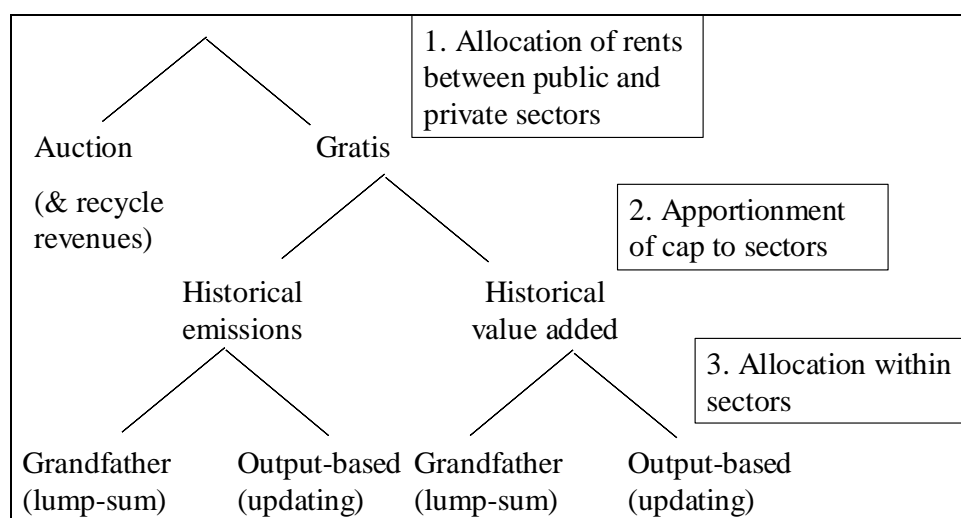 1. Allocation of rents
between public and
private sectors
Auction
Gratis
(& recycle
revenues)
2. Apportionment
of cap to sectors
Historical
emissions
Historical
value added
3. Allocation within
sectors
Grandfather
(lump-sum)
Output-based
(updating)
Grandfather
(lump-sum)
Output-based
(updating)